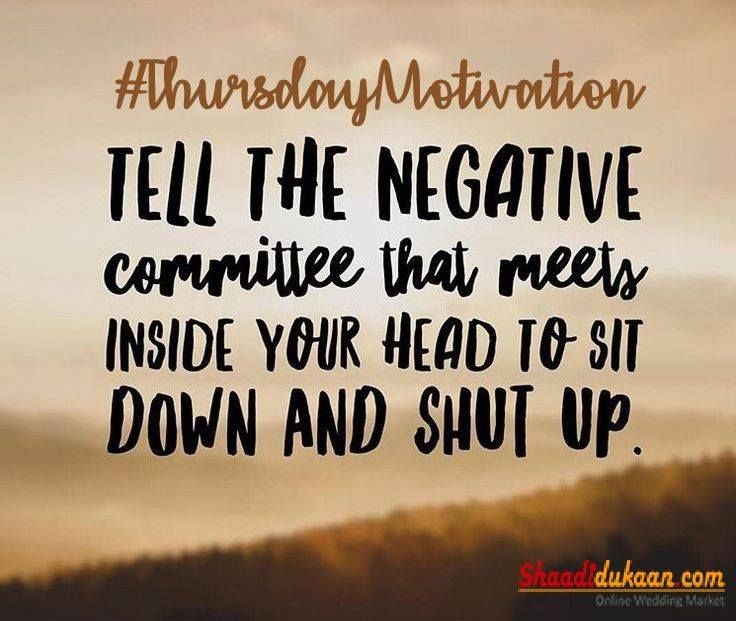 #ThursdayMotivation
TELL THE NEGATIVE
committee that meets
INSIDE YOUR HEAD TO SIT
DOWN AND SHUT UP.
Shaadidukaan.com
Online Wedding Market